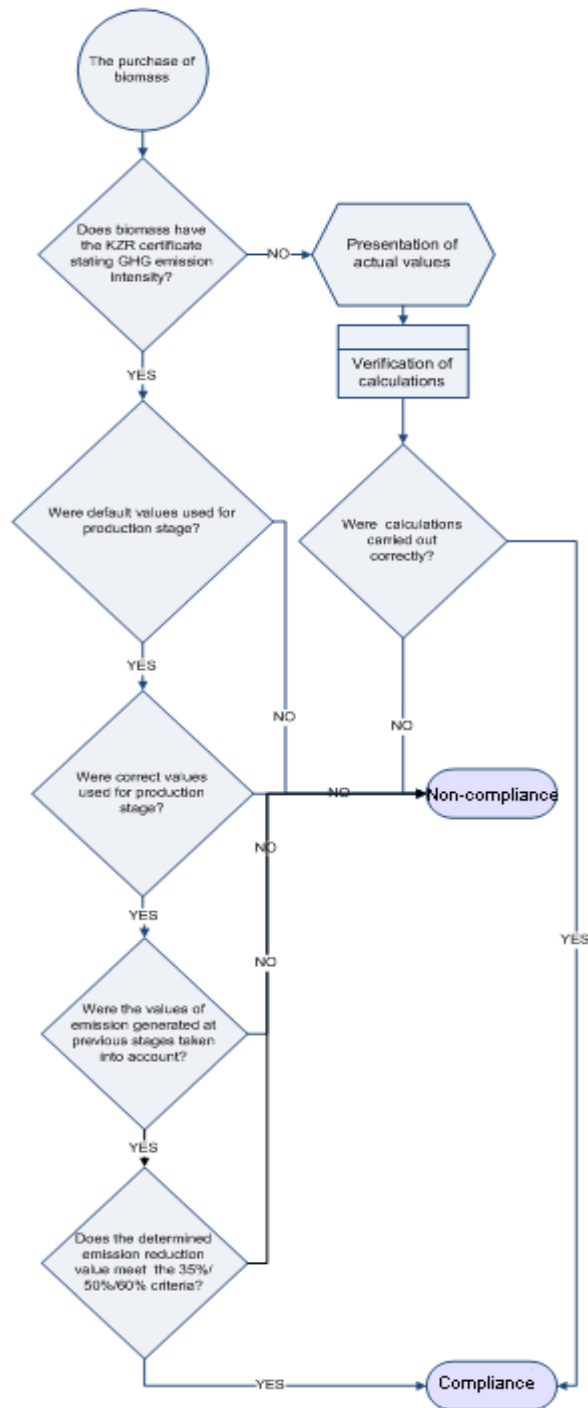 The purchase of
biomass
Does biomass have
the KZR certificate
stating GHG emission
intensity?
NO
Presentation of
actual values
Verification of
calculations
YES
Were default values used for
production stage?
Were calculations
carried out
correctly?
YES
NO
NO
Were correct values
used for production
stage?
NO
Non-compliance
NO
YES
YES
NO
Were the values of
emission generated at
previous stages taken
into account?
YES
Does the determined
emission reduction
value meet the 35%/
50%/60% criteria?
YES
Compliance